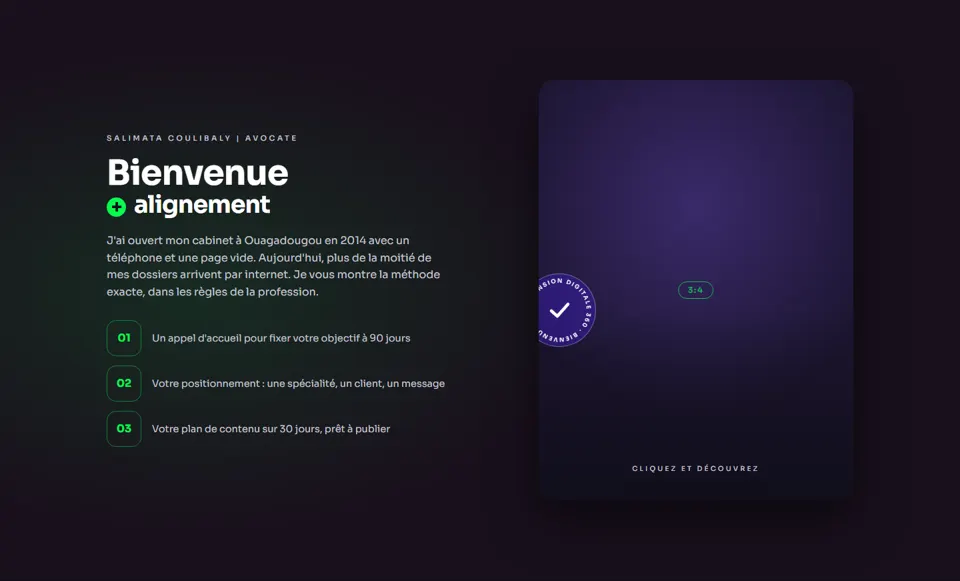 SALIMATA COULIBALY | AVOCATE
Bienvenue
alignement
J'ai ouvert mon cabinet à Ouagadougou en 2014 avec un
téléphone et une page vide. Aujourd'hui, plus de la moitié de
mes dossiers arrivent par internet. Je vous montre la méthode
exacte, dans les règles de la profession.
01 Un appel d'accueil pour fixer votre objectif à 90 jours
02 Votre positionnement : une spécialité, un client, un message
03 Votre plan de contenu sur 30 jours, prêt à publier
3:4
DIGITALE 360 ·
CLIQUEZ ET DÉCOUVREZ